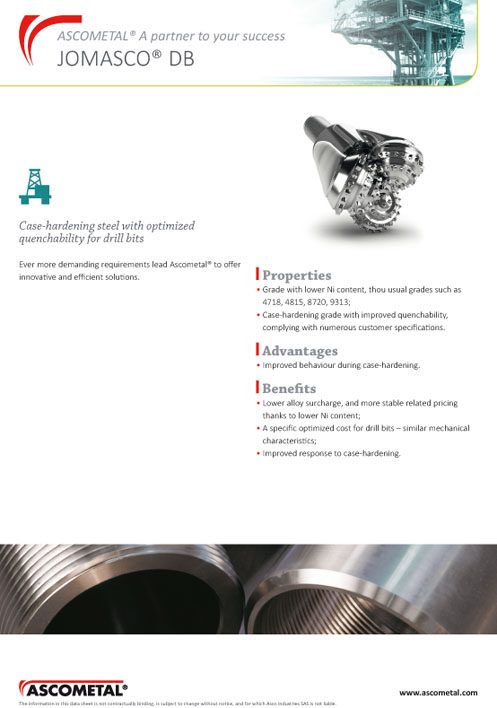 ASCOMETAL® A partner to your success
JOMASCO® DB
Case-hardening steel with optimized
quenchability for drill bits
Ever more demanding requirements lead Ascometal® to offer
innovative and efficient solutions.
Properties
• Grade with lower Ni content, thou usual grades such as
4718, 4815, 8720, 9313;
• Case-hardening grade with improved quenchability,
complying with numerous customer specifications.
Advantages
• Improved behaviour during case-hardening.
Benefits
• Lower alloy surcharge, and more stable related pricing
thanks to lower Ni content;
• A specific optimized cost for drill bits – similar mechanical
characteristics;
• Improved response to case-hardening.
ASCOMETAL®
www.ascometal.com
The information in this data sheet is not contractually binding, is subject to change without notice, and for which Asco Industries SAS is not liable.